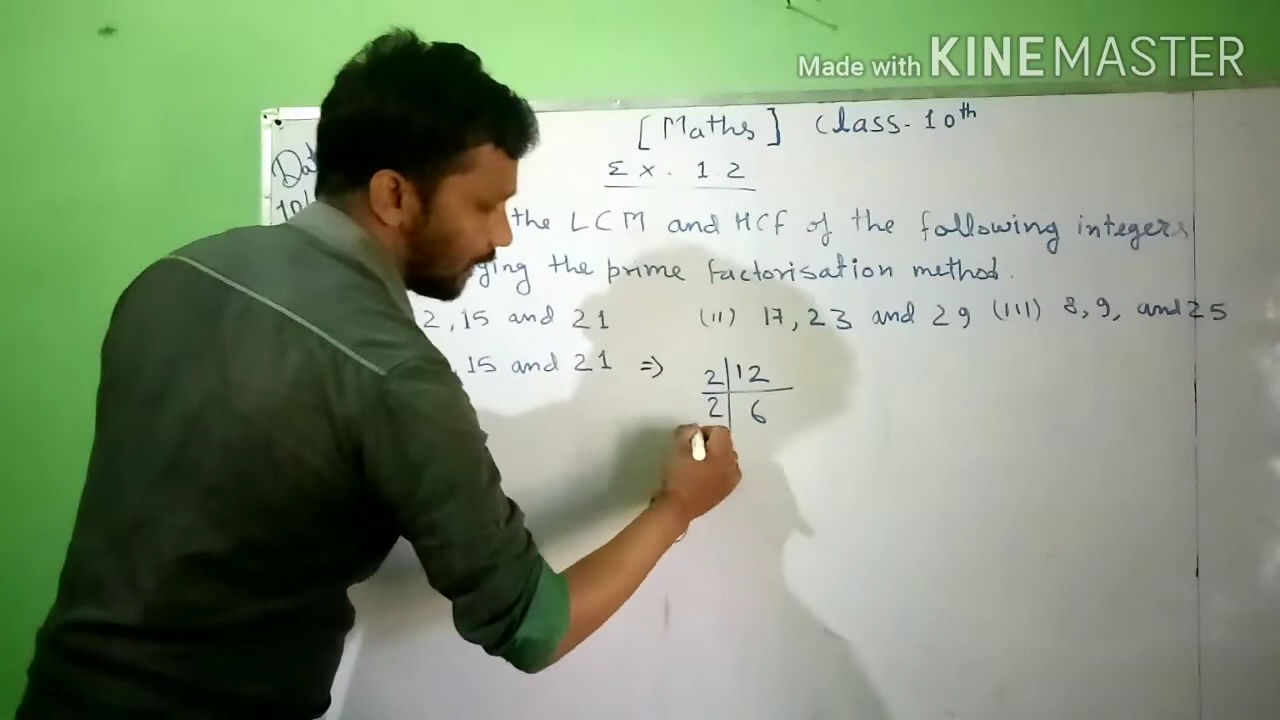 Made with KINEMASTER
[Maths] Class-10th
Ex. 1.2
the LCM and HCF of the following integers
ying the prime factorisation method.
2, 15 and 21 (II) 17, 23 and 29 (III) 8, 9, and 25
, 15 and 21 ⇒ 2 | 12
2 | 6